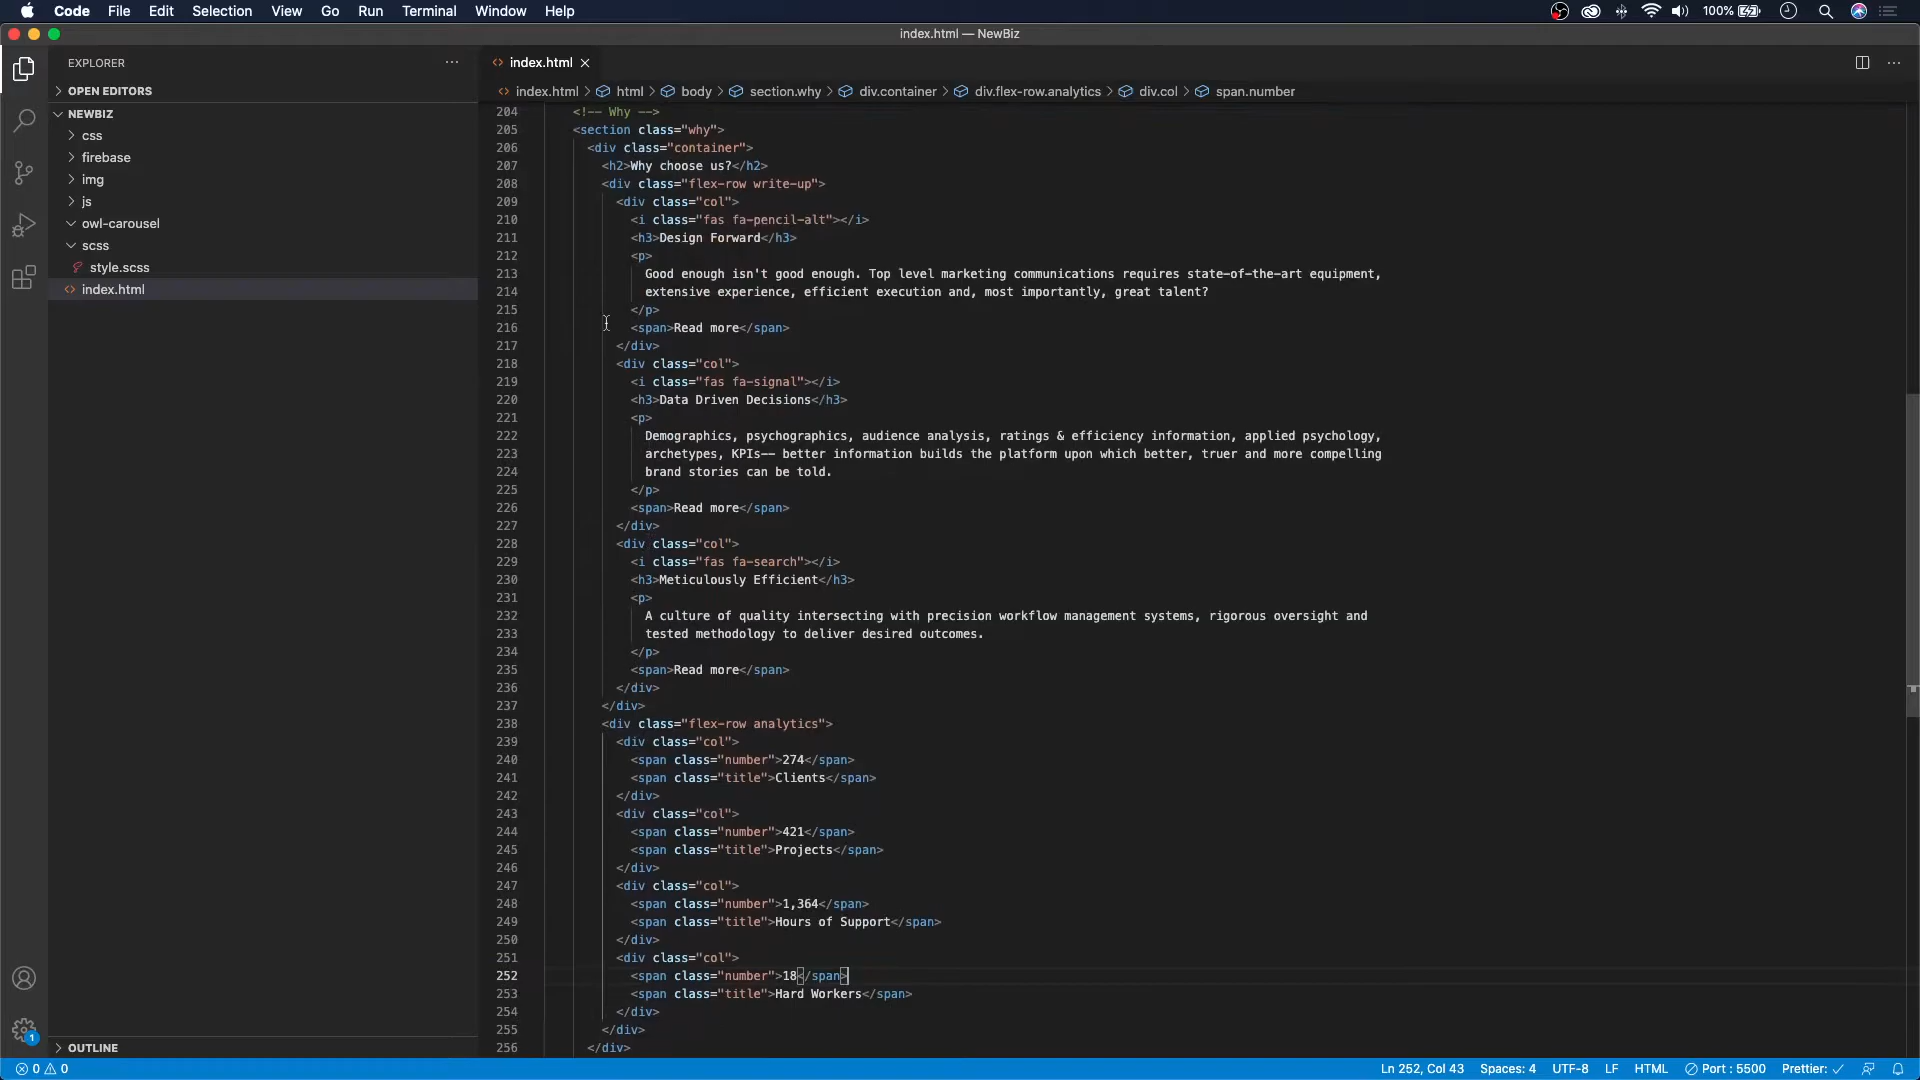 Code File Edit Selection View Go Run Terminal Window Help 100%
index.html — NewBiz
EXPLORER
OPEN EDITORS
NEWBIZ
css
firebase
img
js
owl-carousel
scss
style.scss
index.html
OUTLINE
1
index.html
index.html > html > body > section.why > div.container > div.flex-row.analytics > div.col > span.number
204 <!-- Why -->
205 <section class="why">
206 <div class="container">
207 <h2>Why choose us?</h2>
208 <div class="flex-row write-up">
209 <div class="col">
210 <i class="fas fa-pencil-alt"></i>
211 <h3>Design Forward</h3>
212 <p>
213 Good enough isn't good enough. Top level marketing communications requires state-of-the-art equipment,
214 extensive experience, efficient execution and, most importantly, great talent?
215 </p>
216 <span>Read more</span>
217 </div>
218 <div class="col">
219 <i class="fas fa-signal"></i>
220 <h3>Data Driven Decisions</h3>
221 <p>
222 Demographics, psychographics, audience analysis, ratings & efficiency information, applied psychology,
223 archetypes, KPIs—— better information builds the platform upon which better, truer and more compelling
224 brand stories can be told.
225 </p>
226 <span>Read more</span>
227 </div>
228 <div class="col">
229 <i class="fas fa-search"></i>
230 <h3>Meticulously Efficient</h3>
231 <p>
232 A culture of quality intersecting with precision workflow management systems, rigorous oversight and
233 tested methodology to deliver desired outcomes.
234 </p>
235 <span>Read more</span>
236 </div>
237 </div>
238 <div class="flex-row analytics">
239 <div class="col">
240 <span class="number">274</span>
241 <span class="title">Clients</span>
242 </div>
243 <div class="col">
244 <span class="number">421</span>
245 <span class="title">Projects</span>
246 </div>
247 <div class="col">
248 <span class="number">1,364</span>
249 <span class="title">Hours of Support</span>
250 </div>
251 <div class="col">
252 <span class="number">18</span>
253 <span class="title">Hard Workers</span>
254 </div>
255 </div>
256 </div>
0 0 Ln 252, Col 43 Spaces: 4 UTF-8 LF HTML Port : 5500 Prettier: ✓